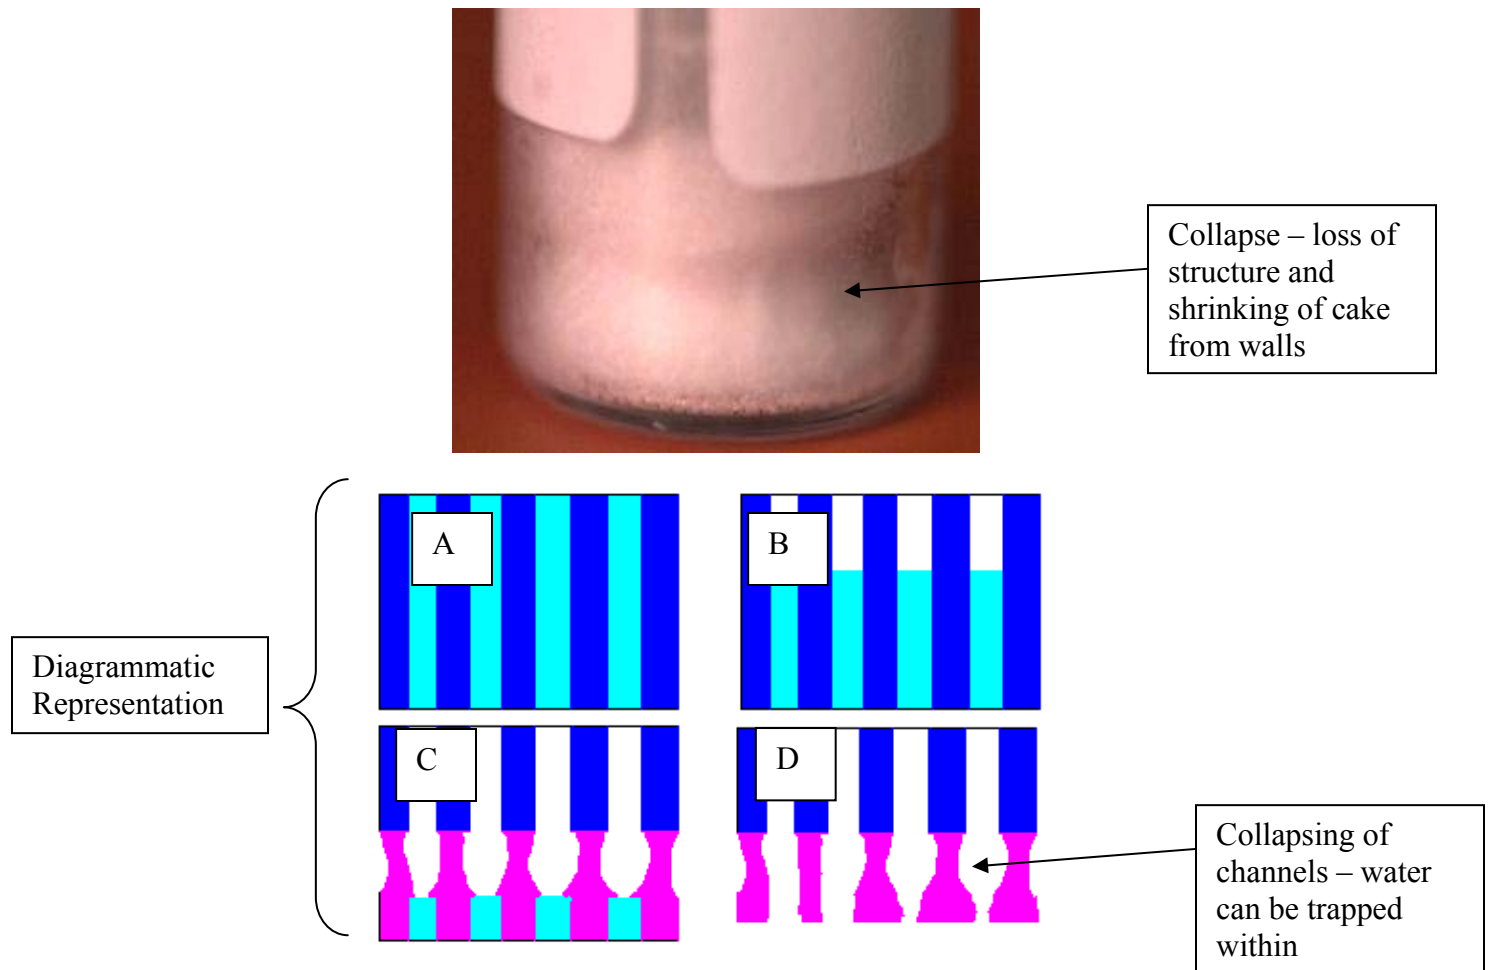 Collapse – loss of
structure and
shrinking of cake
from walls
A
B
Diagrammatic
Representation
C
D
Collapsing of
channels – water
can be trapped
within